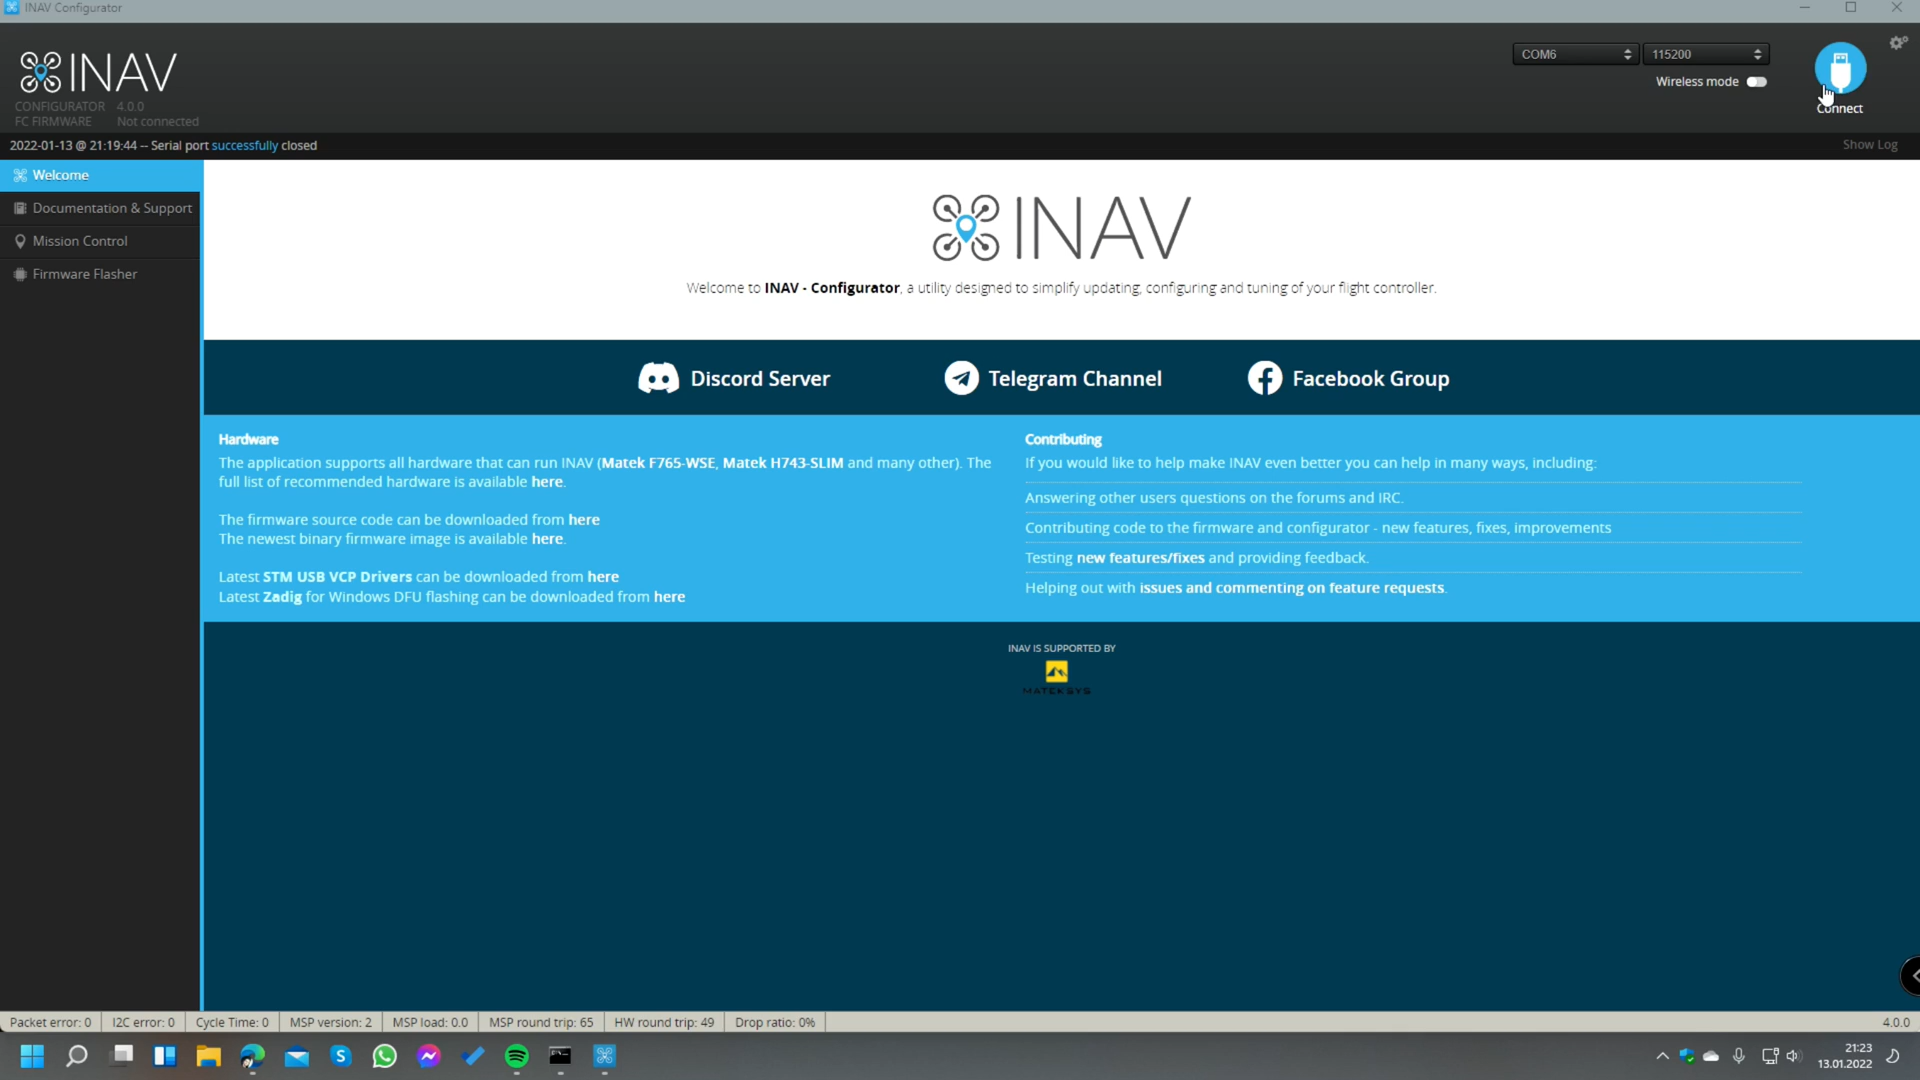 INAV Configurator
INAV
CONFIGURATOR 4.0.0
FC FIRMWARE Not connected
COM6
115200
Wireless mode
Connect
2022-01-13 @ 21:19:44 -- Serial port successfully closed
Show Log
Welcome
Documentation & Support
Mission Control
Firmware Flasher
INAV
Welcome to INAV - Configurator, a utility designed to simplify updating, configuring and tuning of your flight controller.
Discord Server
Telegram Channel
Facebook Group
Hardware
The application supports all hardware that can run INAV (Matek F765-WSE, Matek H743-SLIM and many other). The
full list of recommended hardware is available here.
The firmware source code can be downloaded from here
The newest binary firmware image is available here.
Latest STM USB VCP Drivers can be downloaded from here
Latest Zadig for Windows DFU flashing can be downloaded from here
Contributing
If you would like to help make INAV even better you can help in many ways, including:
Answering other users questions on the forums and IRC.
Contributing code to the firmware and configurator - new features, fixes, improvements
Testing new features/fixes and providing feedback.
Helping out with issues and commenting on feature requests.
INAV IS SUPPORTED BY
MATEKSYS
Packet error: 0
I2C error: 0
Cycle Time: 0
MSP version: 2
MSP load: 0.0
MSP round trip: 65
HW round trip: 49
Drop ratio: 0%
4.0.0
21:23
13.01.2022